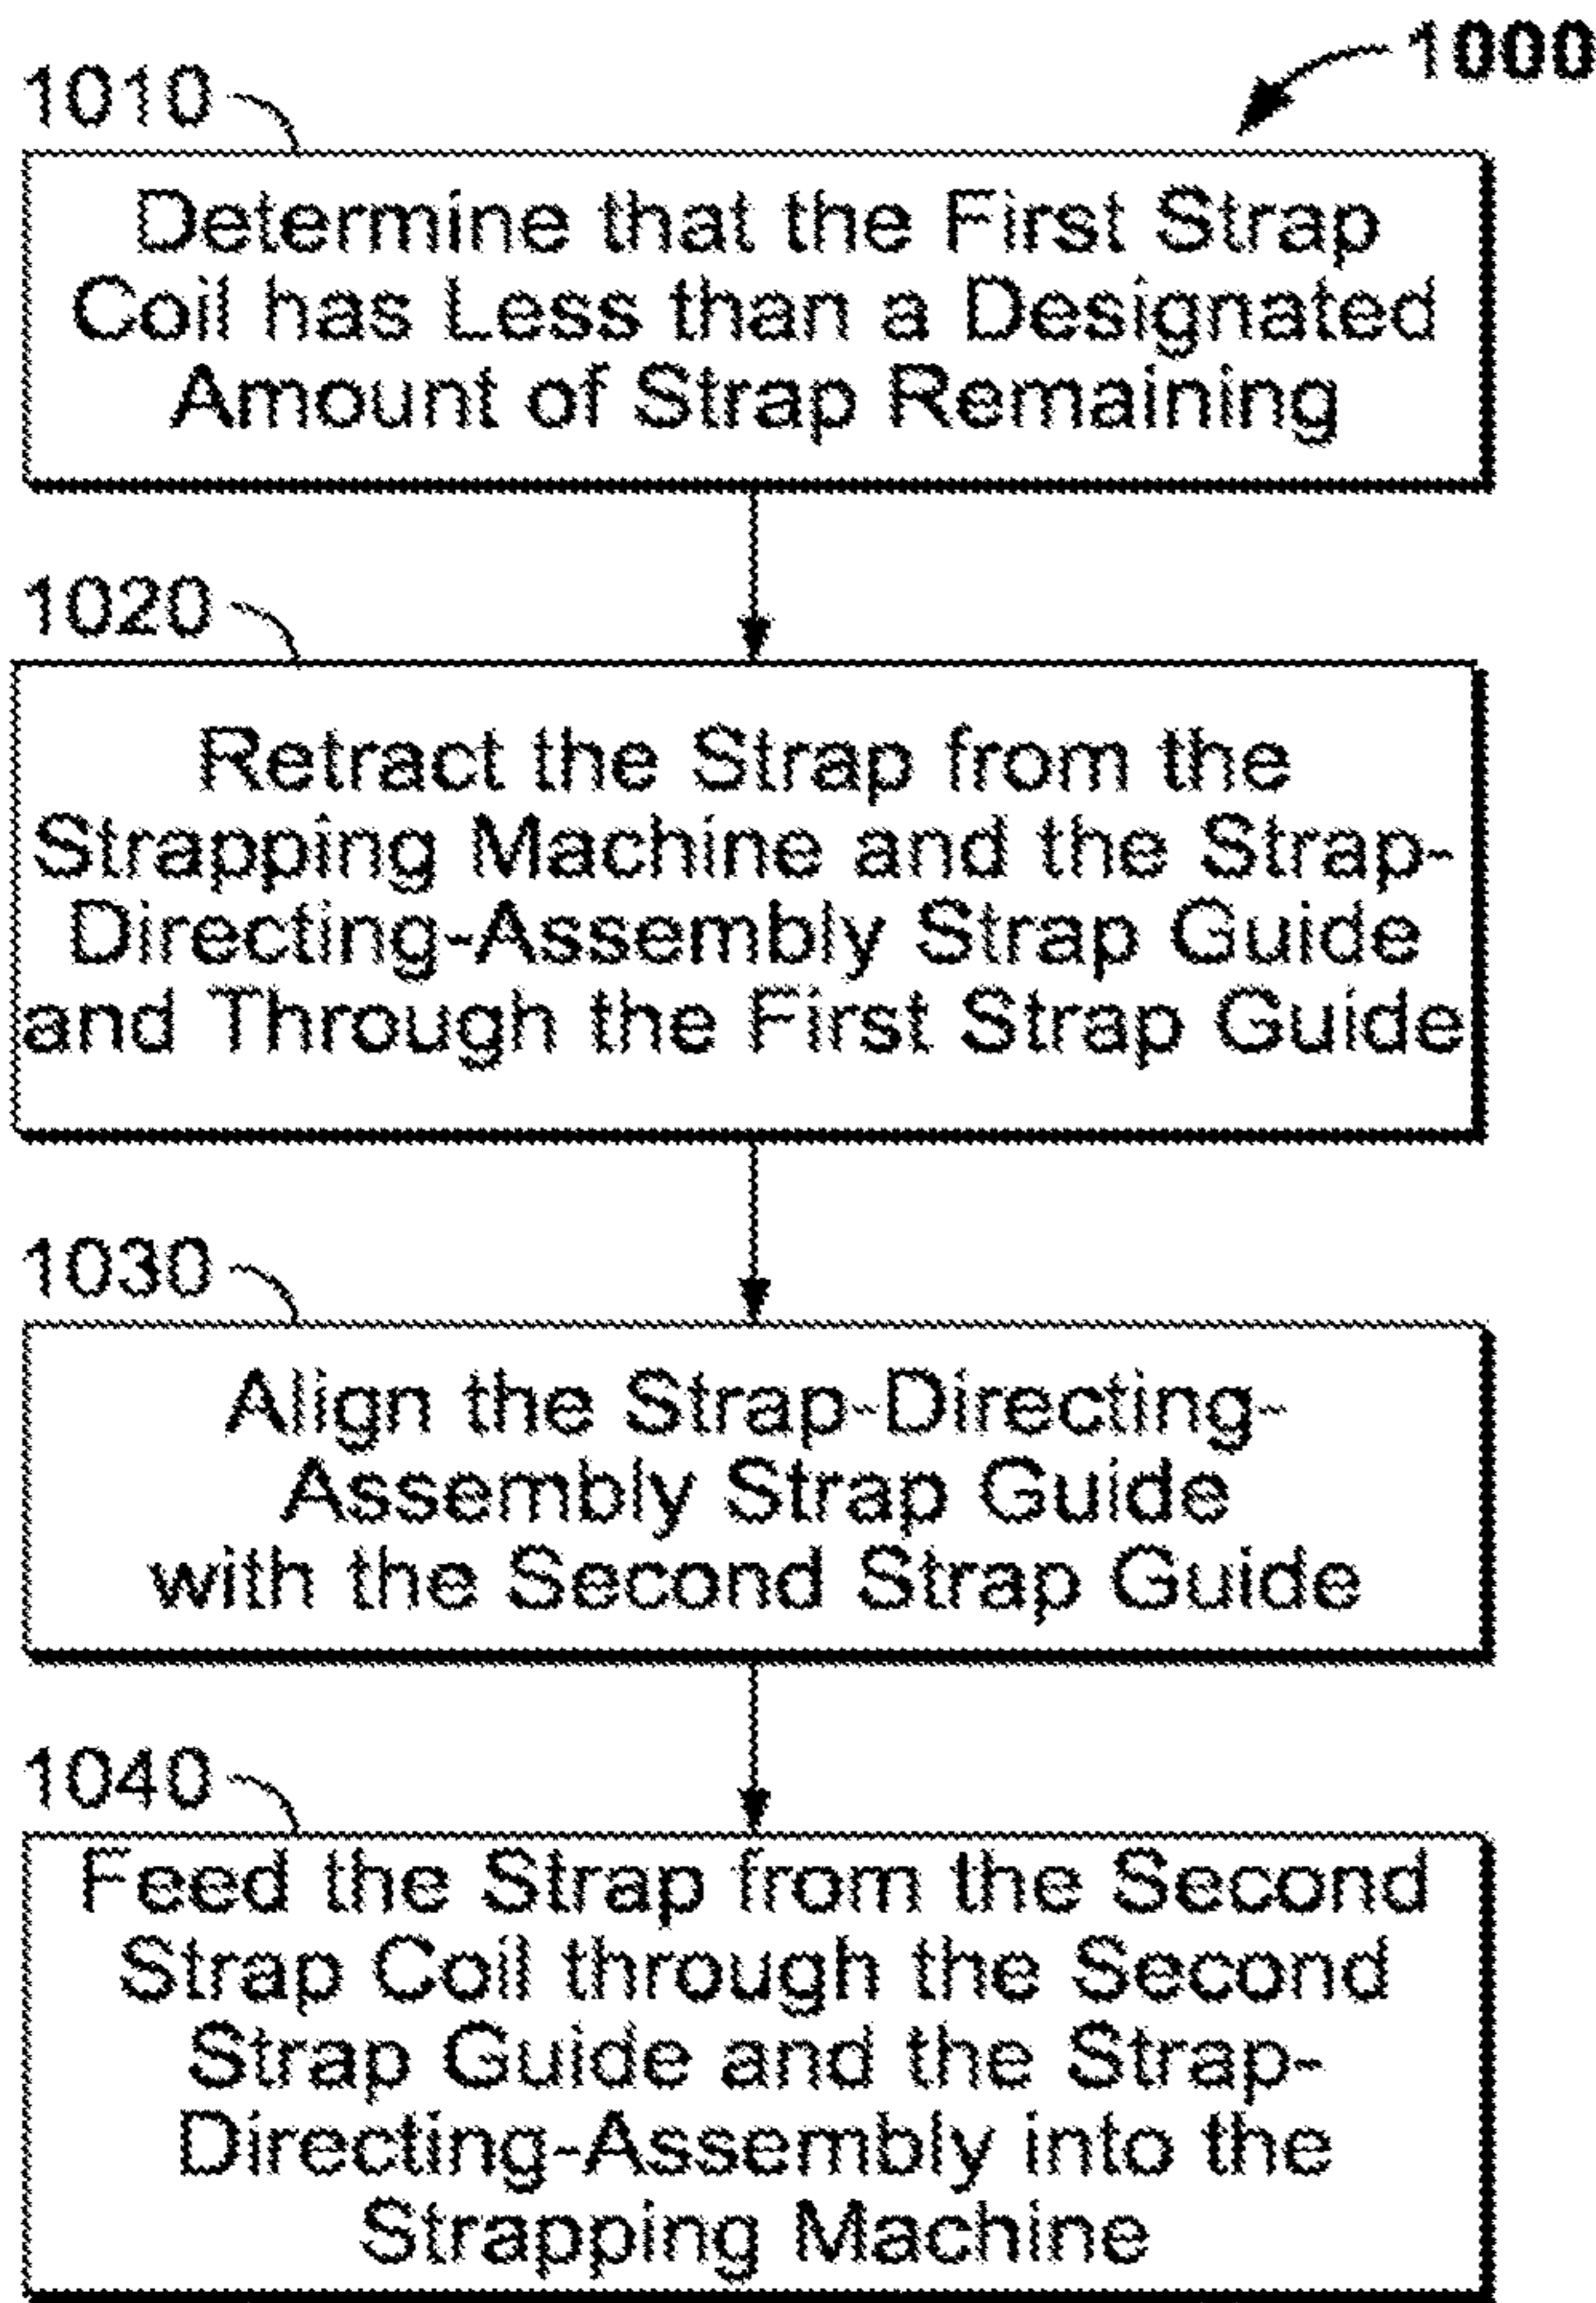 1000
1010
Determine that the First Strap
Coil has Less than a Designated
Amount of Strap Remaining
1020
Retract the Strap from the
Strapping Machine and the Strap-
Directing-Assembly Strap Guide
and Through the First Strap Guide
1030
Align the Strap-Directing-
Assembly Strap Guide
with the Second Strap Guide
1040
Feed the Strap from the Second
Strap Coil through the Second
Strap Guide and the Strap-
Directing-Assembly into the
Strapping Machine